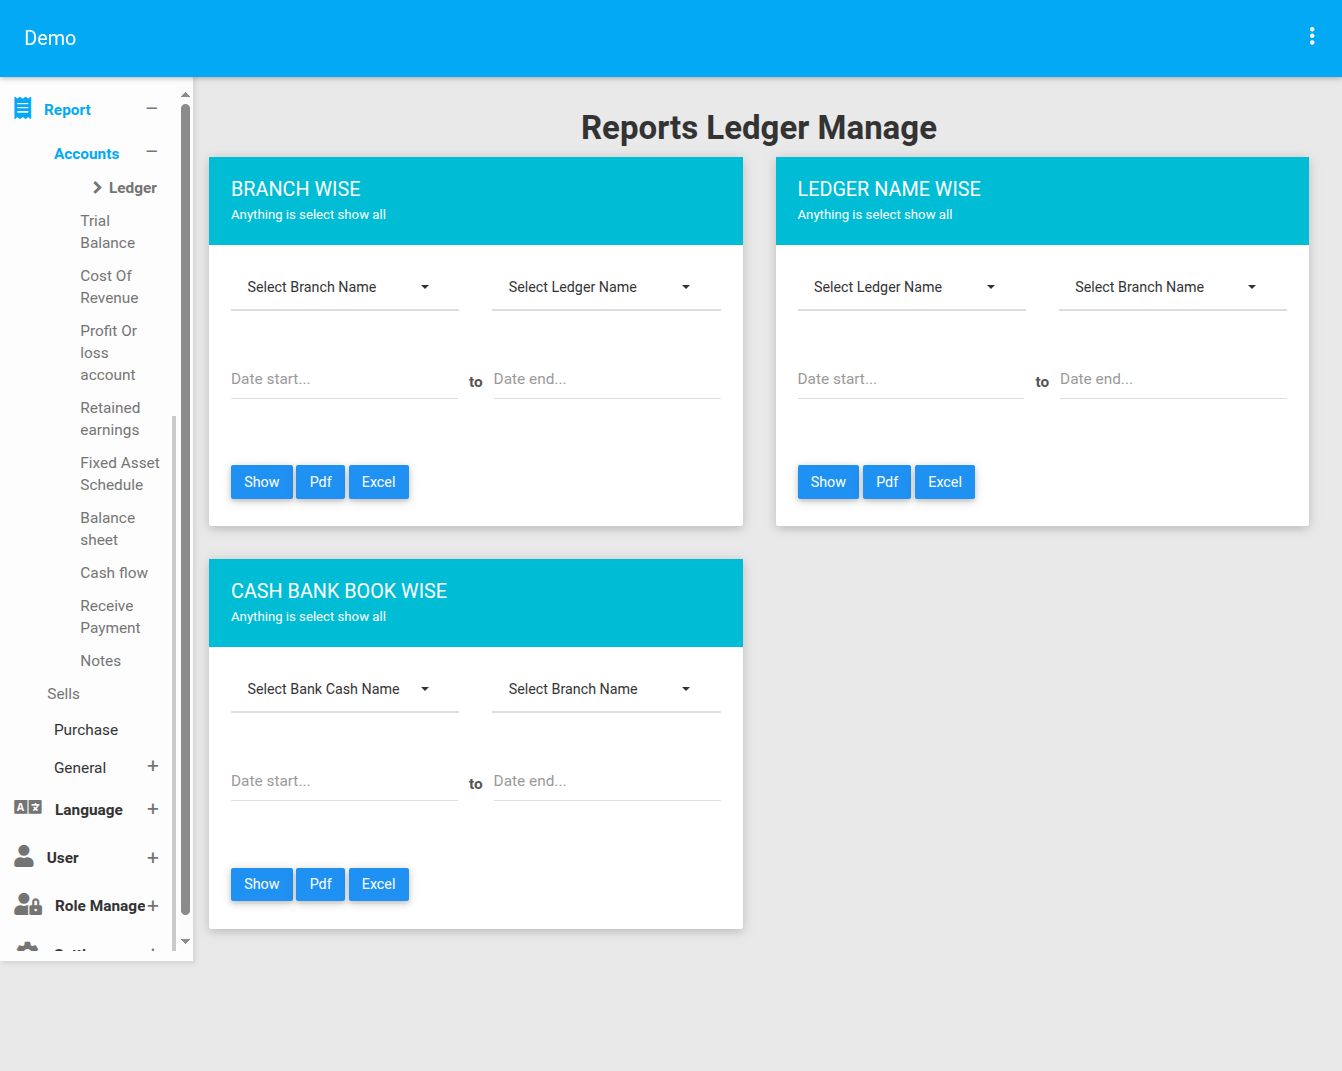 Demo
Report
Accounts
Ledger
Trial
Balance
Cost Of
Revenue
Profit Or
loss
account
Retained
earnings
Fixed Asset
Schedule
Balance
sheet
Cash flow
Receive
Payment
Notes
Sells
Purchase
General
Language
User
Role Manage
Reports Ledger Manage
BRANCH WISE
Anything is select show all
Select Branch Name
Select Ledger Name
Date start...
to
Date end...
Show
Pdf
Excel
LEDGER NAME WISE
Anything is select show all
Select Ledger Name
Select Branch Name
Date start...
to
Date end...
Show
Pdf
Excel
CASH BANK BOOK WISE
Anything is select show all
Select Bank Cash Name
Select Branch Name
Date start...
to
Date end...
Show
Pdf
Excel